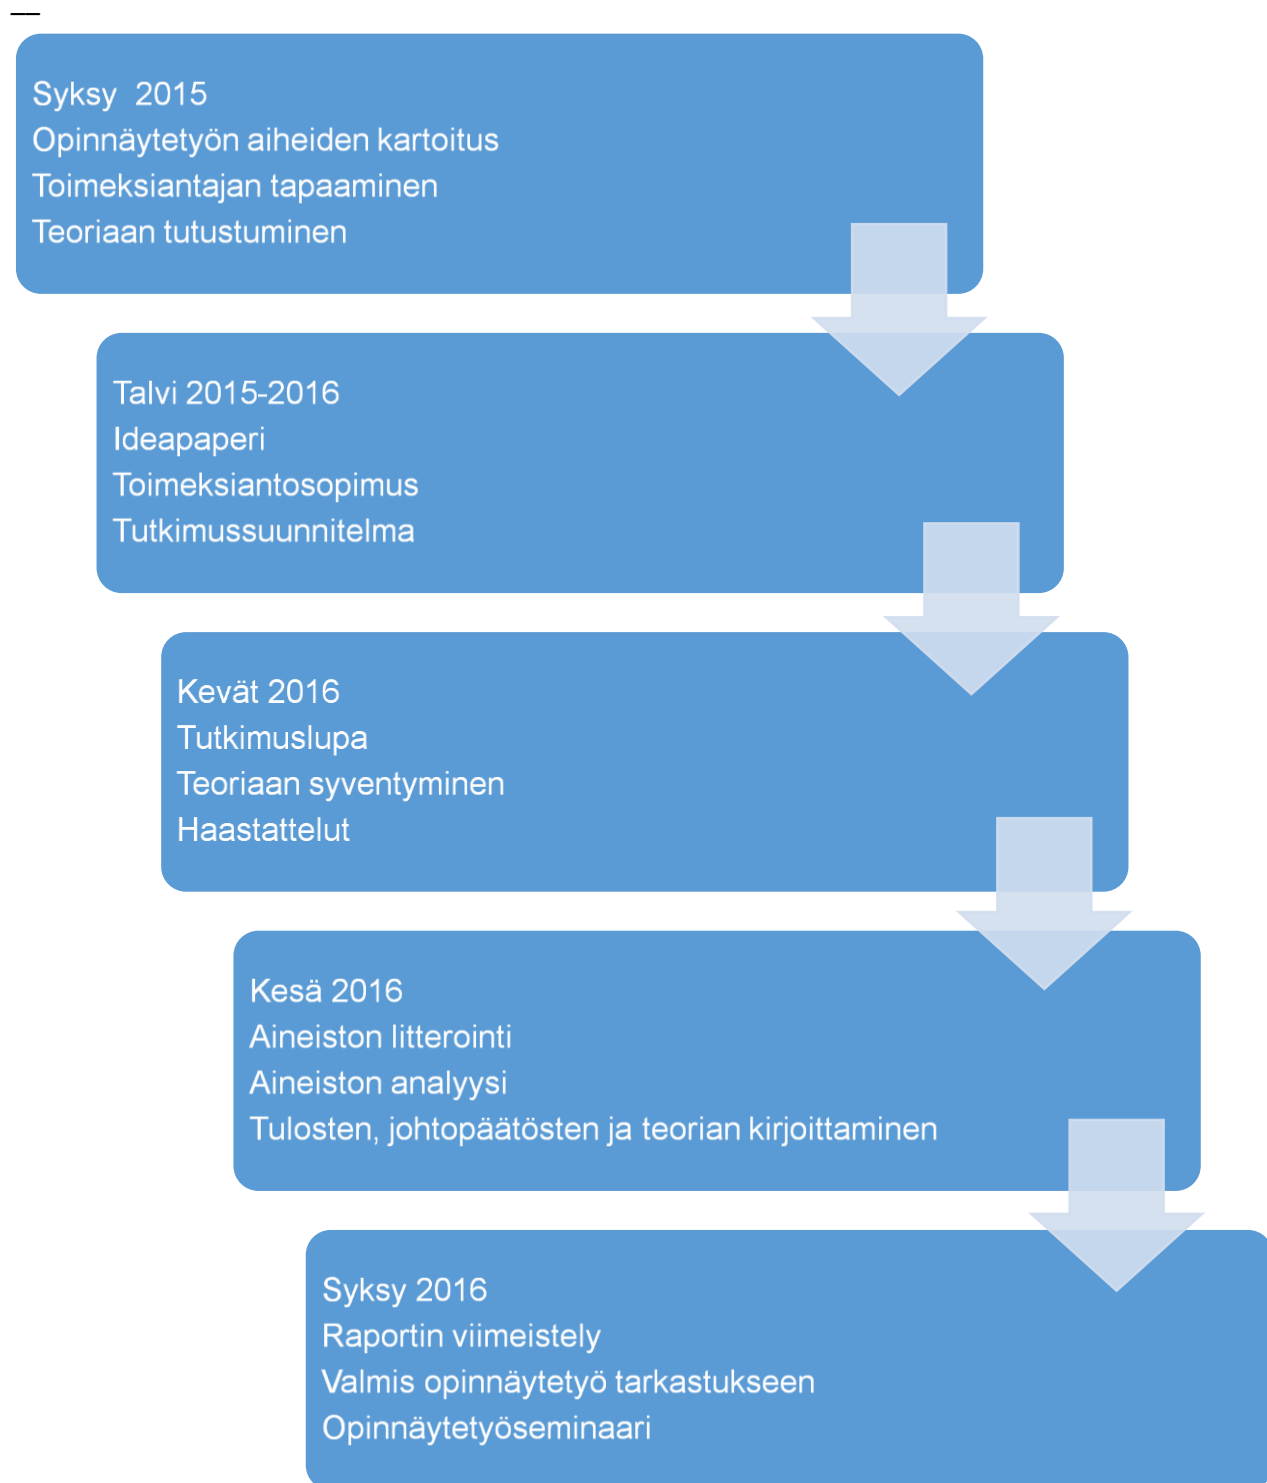 Syksy  2015
Opinnäytetyön aiheiden kartoitus
Toimeksiantajan tapaaminen
Teoriaan tutustuminen
Talvi 2015-2016
Ideapaperi
Toimeksiantosopimus
Tutkimussuunnitelma
Kevät 2016
Tutkimuslupa
Teoriaan syventyminen
Haastattelut
Kesä 2016
Aineiston litterointi
Aineiston analyysi
Tulosten, johtopäätösten ja teorian kirjoittaminen
Syksy 2016
Raportin viimeistely
Valmis opinnäytetyö tarkastukseen
Opinnäytetyöseminaari